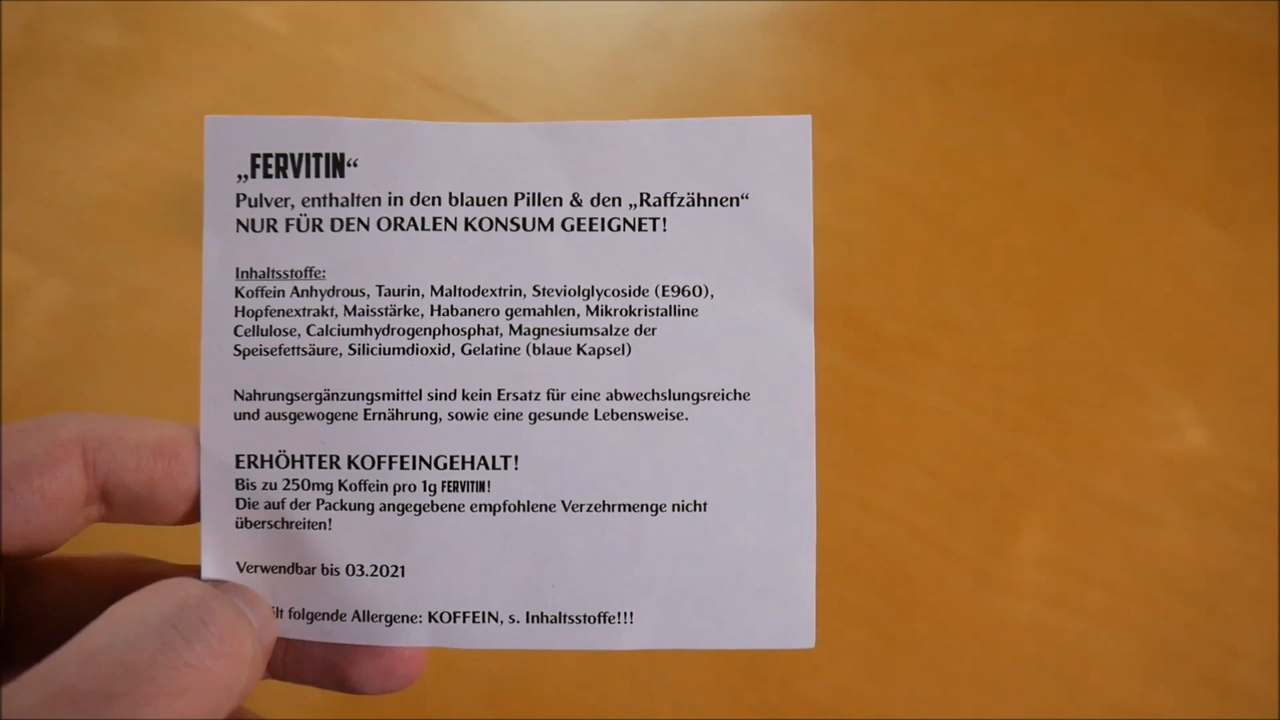 „FERVITIN“
Pulver, enthalten in den blauen Pillen & den „Raffzähnen“
NUR FÜR DEN ORALEN KONSUM GEEIGNET!
Inhaltsstoffe:
Koffein Anhydrous, Taurin, Maltodextrin, Steviolglycoside (E960),
Hopfenextrakt, Maisstärke, Habanero gemahlen, Mikrokristalline
Cellulose, Calciumhydrogenphosphat, Magnesiumsalze der
Speisefettsäure, Siliciumdioxid, Gelatine (blaue Kapsel)
Nahrungsergänzungsmittel sind kein Ersatz für eine abwechslungsreiche
und ausgewogene Ernährung, sowie eine gesunde Lebensweise.
ERHÖHTER KOFFEINGEHALT!
Bis zu 250mg Koffein pro 1g FERVITIN!
Die auf der Packung angegebene empfohlene Verzehrmenge nicht
überschreiten!
Verwendbar bis 03.2021
folgende Allergene: KOFFEIN, s. Inhaltsstoffe!!!